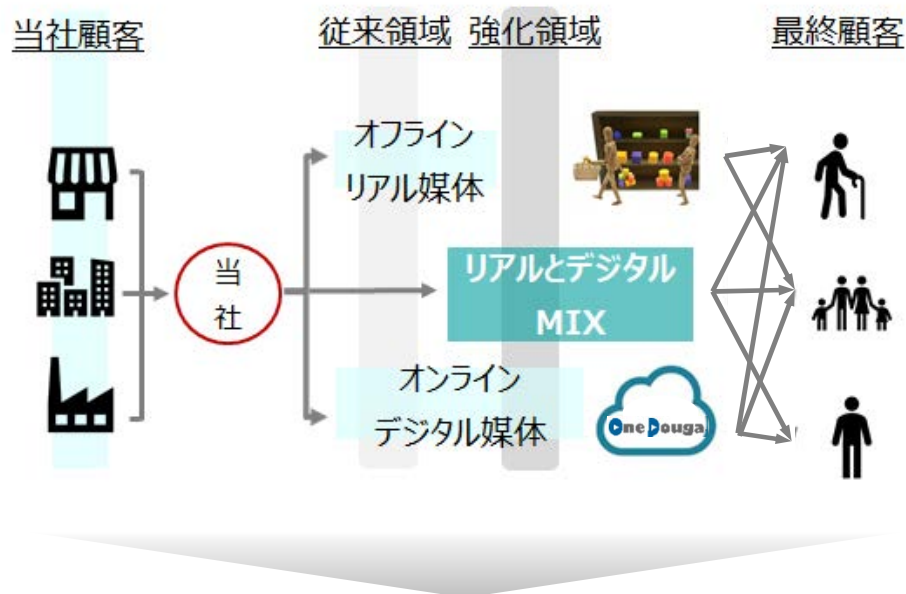 当社顧客
従来領域
強化領域
最終顧客
オフライン
リアル媒体
当
社
リアルとデジタル
MIX
オンライン
デジタル媒体
OneDouga